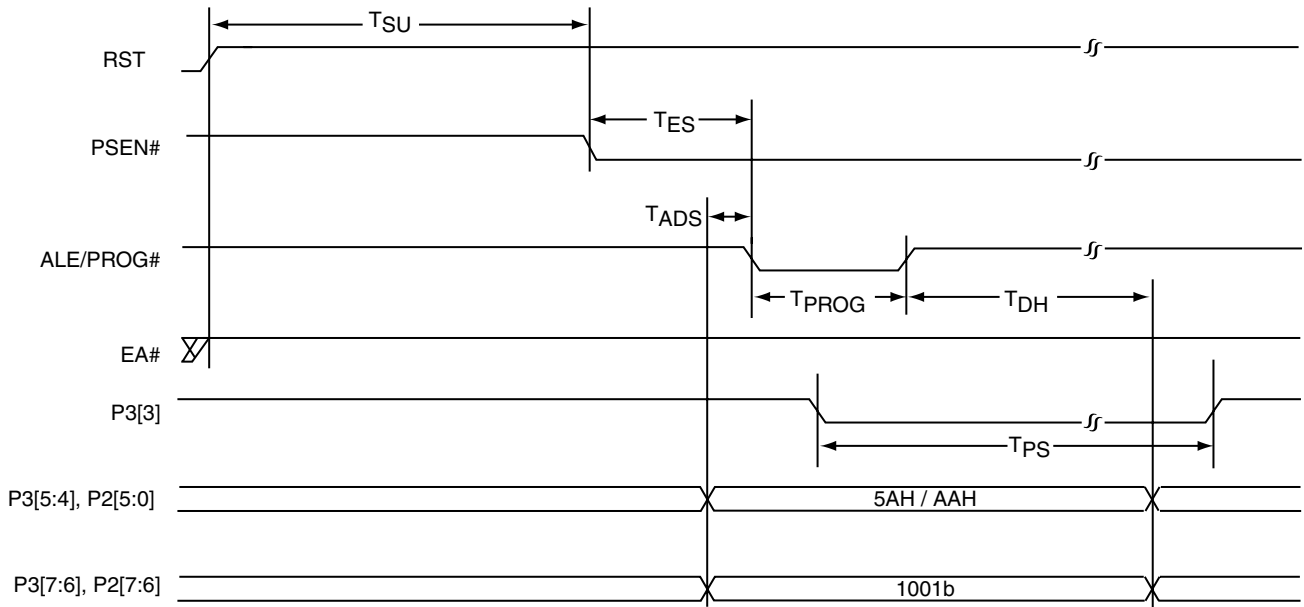 TSU
RST
TES
PSEN#
TADS
ALE/PROG#
TPROG
TDH
EA#
P3[3]
TPS
P3[5:4], P2[5:0]
5AH / AAH
P3[7:6], P2[7:6]
1001b